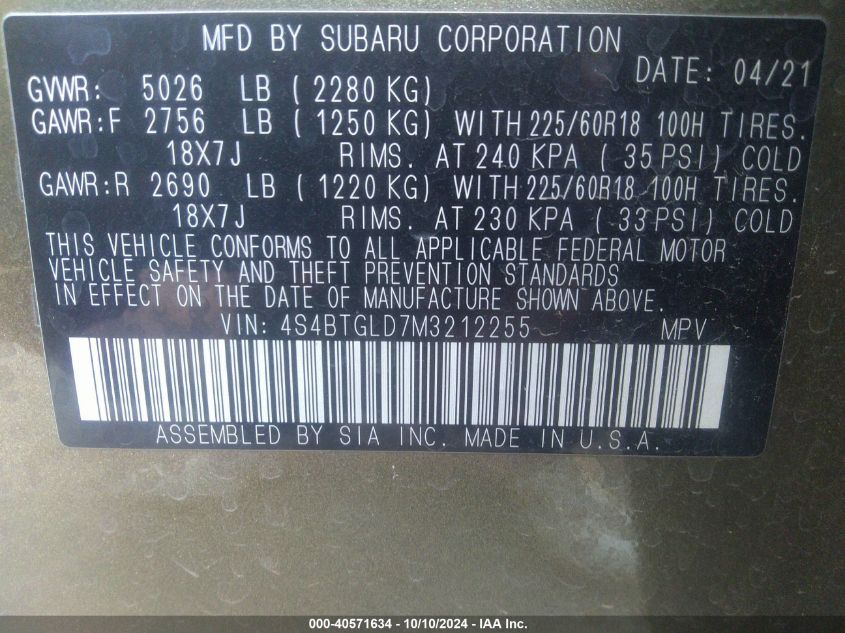 MFD BY SUBARU CORPORATION
DATE: 04/21
GVWR: 5026 LB ( 2280 KG)
GAWR:F 2756 LB ( 1250 KG) WITH 225/60R18 100H TIRES.
18X7J RIMS. AT 240 KPA ( 35 PSI) COLD
GAWR:R 2690 LB ( 1220 KG) WITH 225/60R18 100H TIRES.
18X7J RIMS. AT 230 KPA ( 33 PSI) COLD
THIS VEHICLE CONFORMS TO ALL APPLICABLE FEDERAL MOTOR
VEHICLE SAFETY AND THEFT PREVENTION STANDARDS
IN EFFECT ON THE DATE OF MANUFACTURE SHOWN ABOVE.
VIN: 4S4BTGLD7M3212255 MPV
ASSEMBLED BY SIA INC. MADE IN U.S.A.
000-40571634 - 10/10/2024 - IAA Inc.